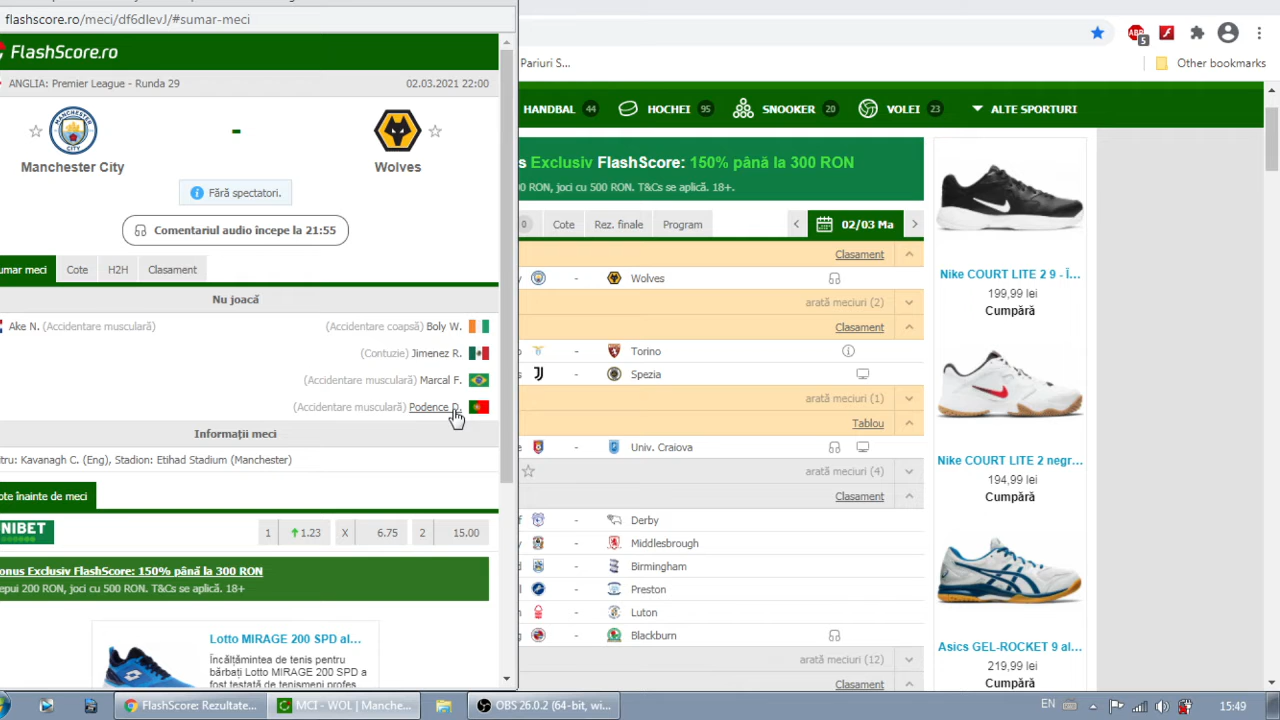 flashscore.ro/meci/df6dlevJ/#sumar-meci
FlashScore.ro
ANGLIA: Premier League - Runda 29
02.03.2021 22:00
Manchester City
-
Wolves
Fără spectatori.
Comentariul audio începe la 21:55
umar meci
Cote
H2H
Clasament
Nu joacă
Ake N. (Accidentare musculară)
(Accidentare coapsă) Boly W.
(Contuzie) Jimenez R.
(Accidentare musculară) Marcal F.
(Accidentare musculară) Podence D.
Informații meci
tru: Kavanagh C. (Eng), Stadion: Etihad Stadium (Manchester)
ote înainte de meci
NIBET
1
1.23
X
6.75
2
15.00
onus Exclusiv FlashScore: 150% până la 300 RON
epui 200 RON, joci cu 500 RON. T&Cs se aplică. 18+
Lotto MIRAGE 200 SPD al...
Încălțămintea de tenis pentru
bărbați Lotto MIRAGE 200 SPD a
fost testată de tenismeni profes
Pariuri S...
ABP
5
Other bookmarks
HANDBAL 44
HOCHEI 95
SNOOKER 20
VOLEI 23
ALTE SPORTURI
s Exclusiv FlashScore: 150% până la 300 RON
0 RON, joci cu 500 RON. T&Cs se aplică. 18+.
0
Cote
Rez. finale
Program
02/03 Ma
Clasament
y - Wolves
arată meciuri (2)
Clasament
o - Torino
s - Spezia
arată meciuri (1)
Tablou
e - Univ. Craiova
arată meciuri (4)
Clasament
f - Derby
y - Middlesbrough
d - Birmingham
l - Preston
n - Luton
g - Blackburn
arată meciuri (12)
Clasament
Nike COURT LITE 2 9 - Î...
199,99 lei
Cumpără
Nike COURT LITE 2 negr...
194,99 lei
Cumpără
Asics GEL-ROCKET 9 al...
219,99 lei
Cumpără
FlashScore: Rezultate...
MCI - WOL | Manche...
OBS 26.0.2 (64-bit, wi...
EN
15:49